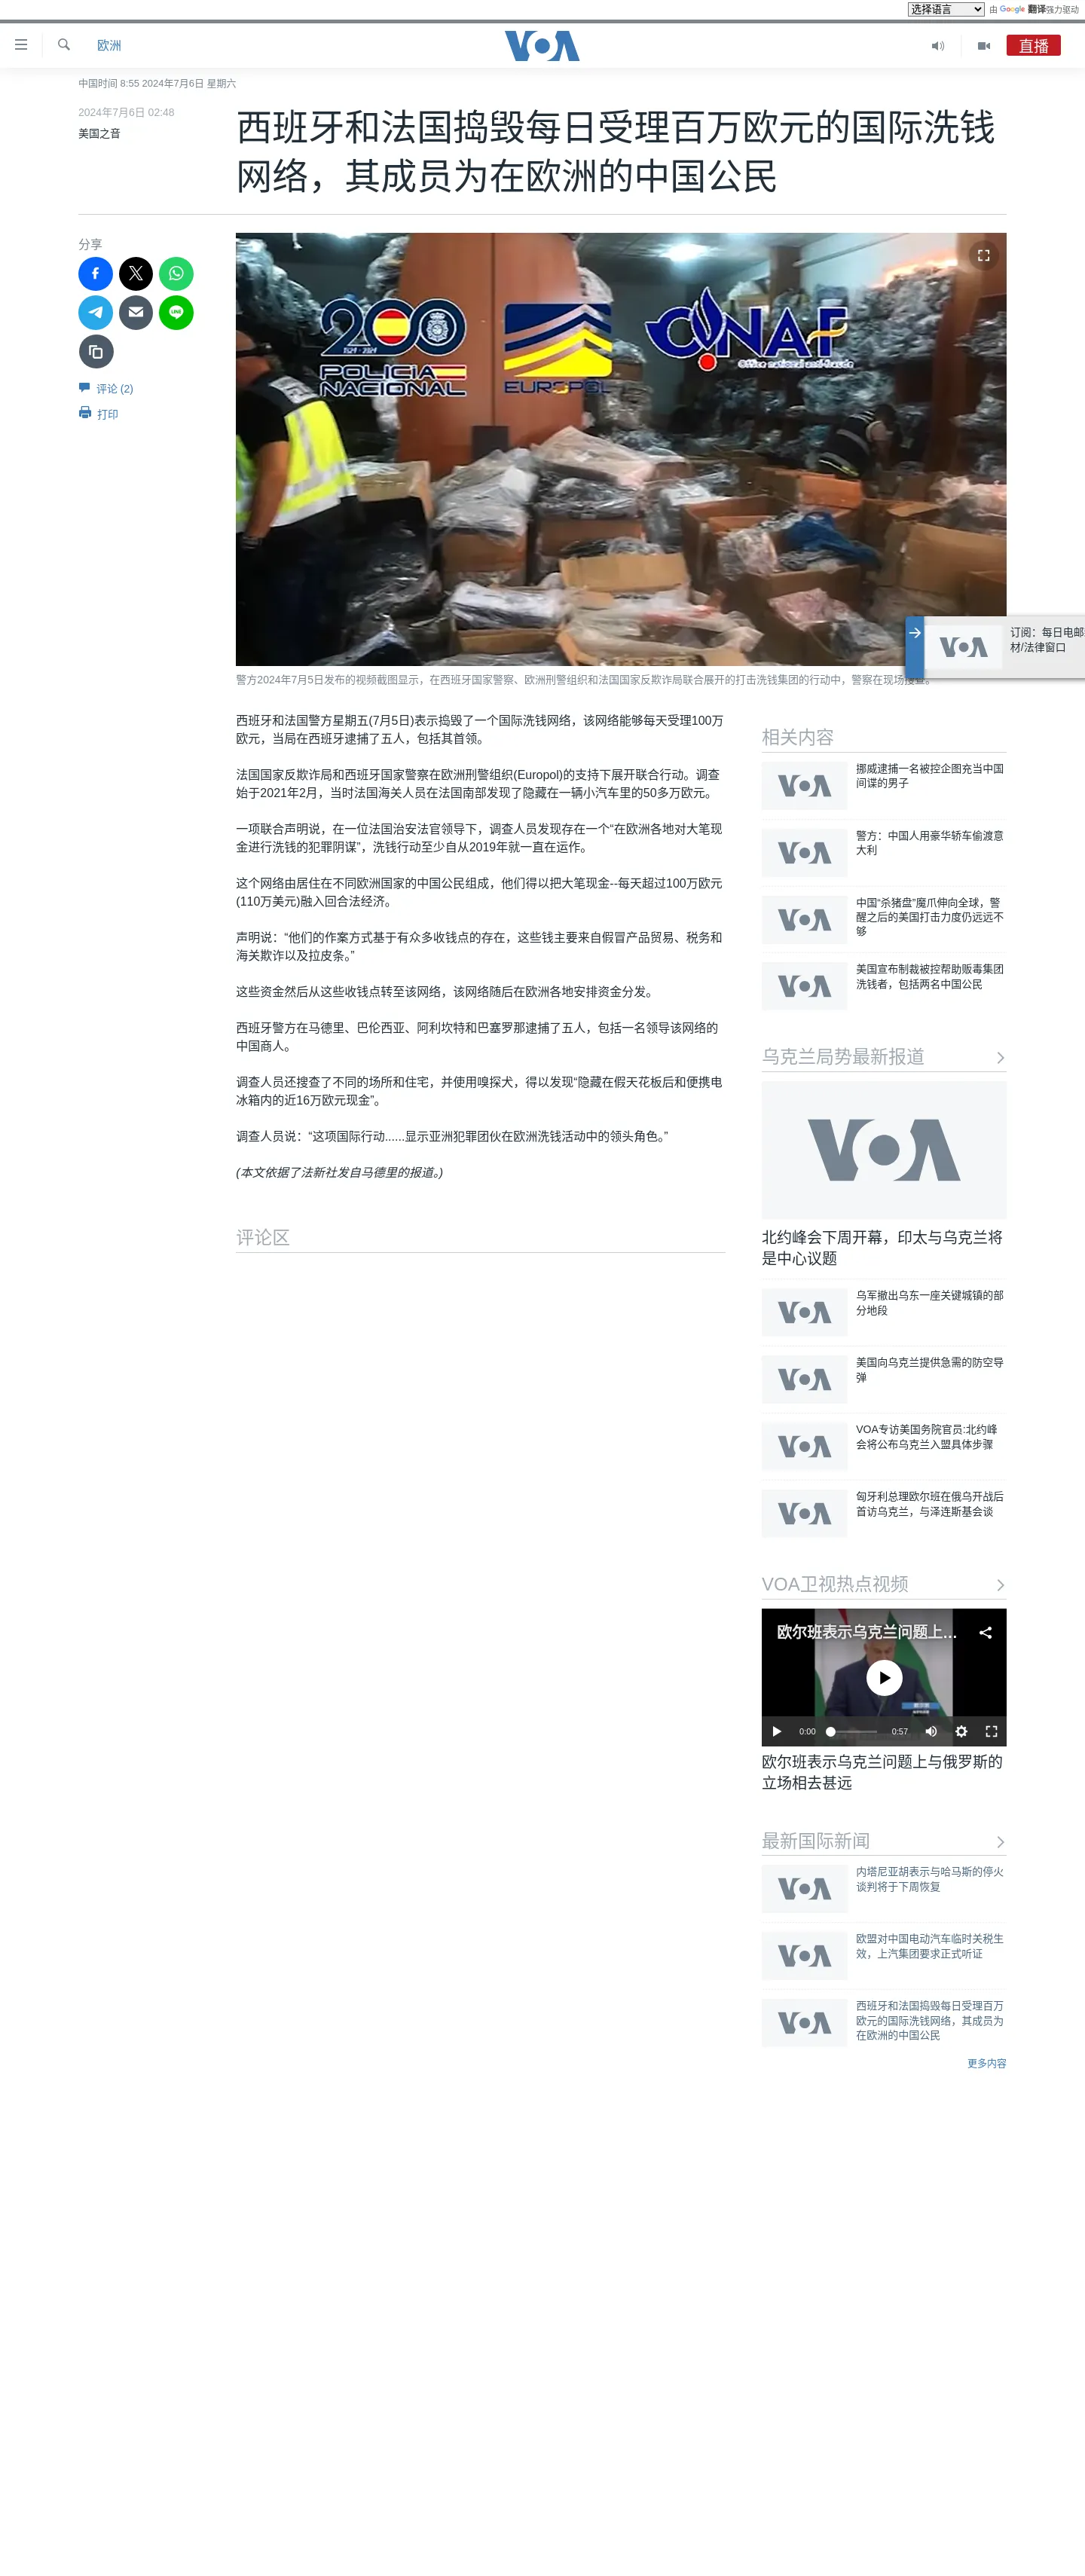 选择语言 由 Google 翻译强力驱动
欧洲
VOA
直播
中国时间 8:55 2024年7月6日 星期六
2024年7月6日 02:48
美国之音
西班牙和法国捣毁每日受理百万欧元的国际洗钱
网络，其成员为在欧洲的中国公民
分享
评论 (2)
打印
200
1824 - 2024
POLICIA
NACIONAL
EUROPOL
ONAF
Office national anti-fraude
订阅：每日电邮
材/法律窗口
VOA
警方2024年7月5日发布的视频截图显示，在西班牙国家警察、欧洲刑警组织和法国国家反欺诈局联合展开的打击洗钱集团的行动中，警察在现场搜查。
西班牙和法国警方星期五(7月5日)表示捣毁了一个国际洗钱网络，该网络能够每天受理100万
欧元，当局在西班牙逮捕了五人，包括其首领。
法国国家反欺诈局和西班牙国家警察在欧洲刑警组织(Europol)的支持下展开联合行动。调查
始于2021年2月，当时法国海关人员在法国南部发现了隐藏在一辆小汽车里的50多万欧元。
一项联合声明说，在一位法国治安法官领导下，调查人员发现存在一个“在欧洲各地对大笔现
金进行洗钱的犯罪阴谋”，洗钱行动至少自从2019年就一直在运作。
这个网络由居住在不同欧洲国家的中国公民组成，他们得以把大笔现金--每天超过100万欧元
(110万美元)融入回合法经济。
声明说：“他们的作案方式基于有众多收钱点的存在，这些钱主要来自假冒产品贸易、税务和
海关欺诈以及拉皮条。”
这些资金然后从这些收钱点转至该网络，该网络随后在欧洲各地安排资金分发。
西班牙警方在马德里、巴伦西亚、阿利坎特和巴塞罗那逮捕了五人，包括一名领导该网络的
中国商人。
调查人员还搜查了不同的场所和住宅，并使用嗅探犬，得以发现“隐藏在假天花板后和便携电
冰箱内的近16万欧元现金”。
调查人员说：“这项国际行动......显示亚洲犯罪团伙在欧洲洗钱活动中的领头角色。”
(本文依据了法新社发自马德里的报道。)
评论区
相关内容
VOA
挪威逮捕一名被控企图充当中国
间谍的男子
VOA
警方：中国人用豪华轿车偷渡意
大利
VOA
中国“杀猪盘”魔爪伸向全球，警
醒之后的美国打击力度仍远远不
够
VOA
美国宣布制裁被控帮助贩毒集团
洗钱者，包括两名中国公民
乌克兰局势最新报道
VOA
北约峰会下周开幕，印太与乌克兰将
是中心议题
VOA
乌军撤出乌东一座关键城镇的部
分地段
VOA
美国向乌克兰提供急需的防空导
弹
VOA
VOA专访美国务院官员:北约峰
会将公布乌克兰入盟具体步骤
VOA
匈牙利总理欧尔班在俄乌开战后
首访乌克兰，与泽连斯基会谈
VOA卫视热点视频
欧尔班表示乌克兰问题上...
0:00 0:57
欧尔班表示乌克兰问题上与俄罗斯的
立场相去甚远
最新国际新闻
VOA
内塔尼亚胡表示与哈马斯的停火
谈判将于下周恢复
VOA
欧盟对中国电动汽车临时关税生
效，上汽集团要求正式听证
VOA
西班牙和法国捣毁每日受理百万
欧元的国际洗钱网络，其成员为
在欧洲的中国公民
更多内容